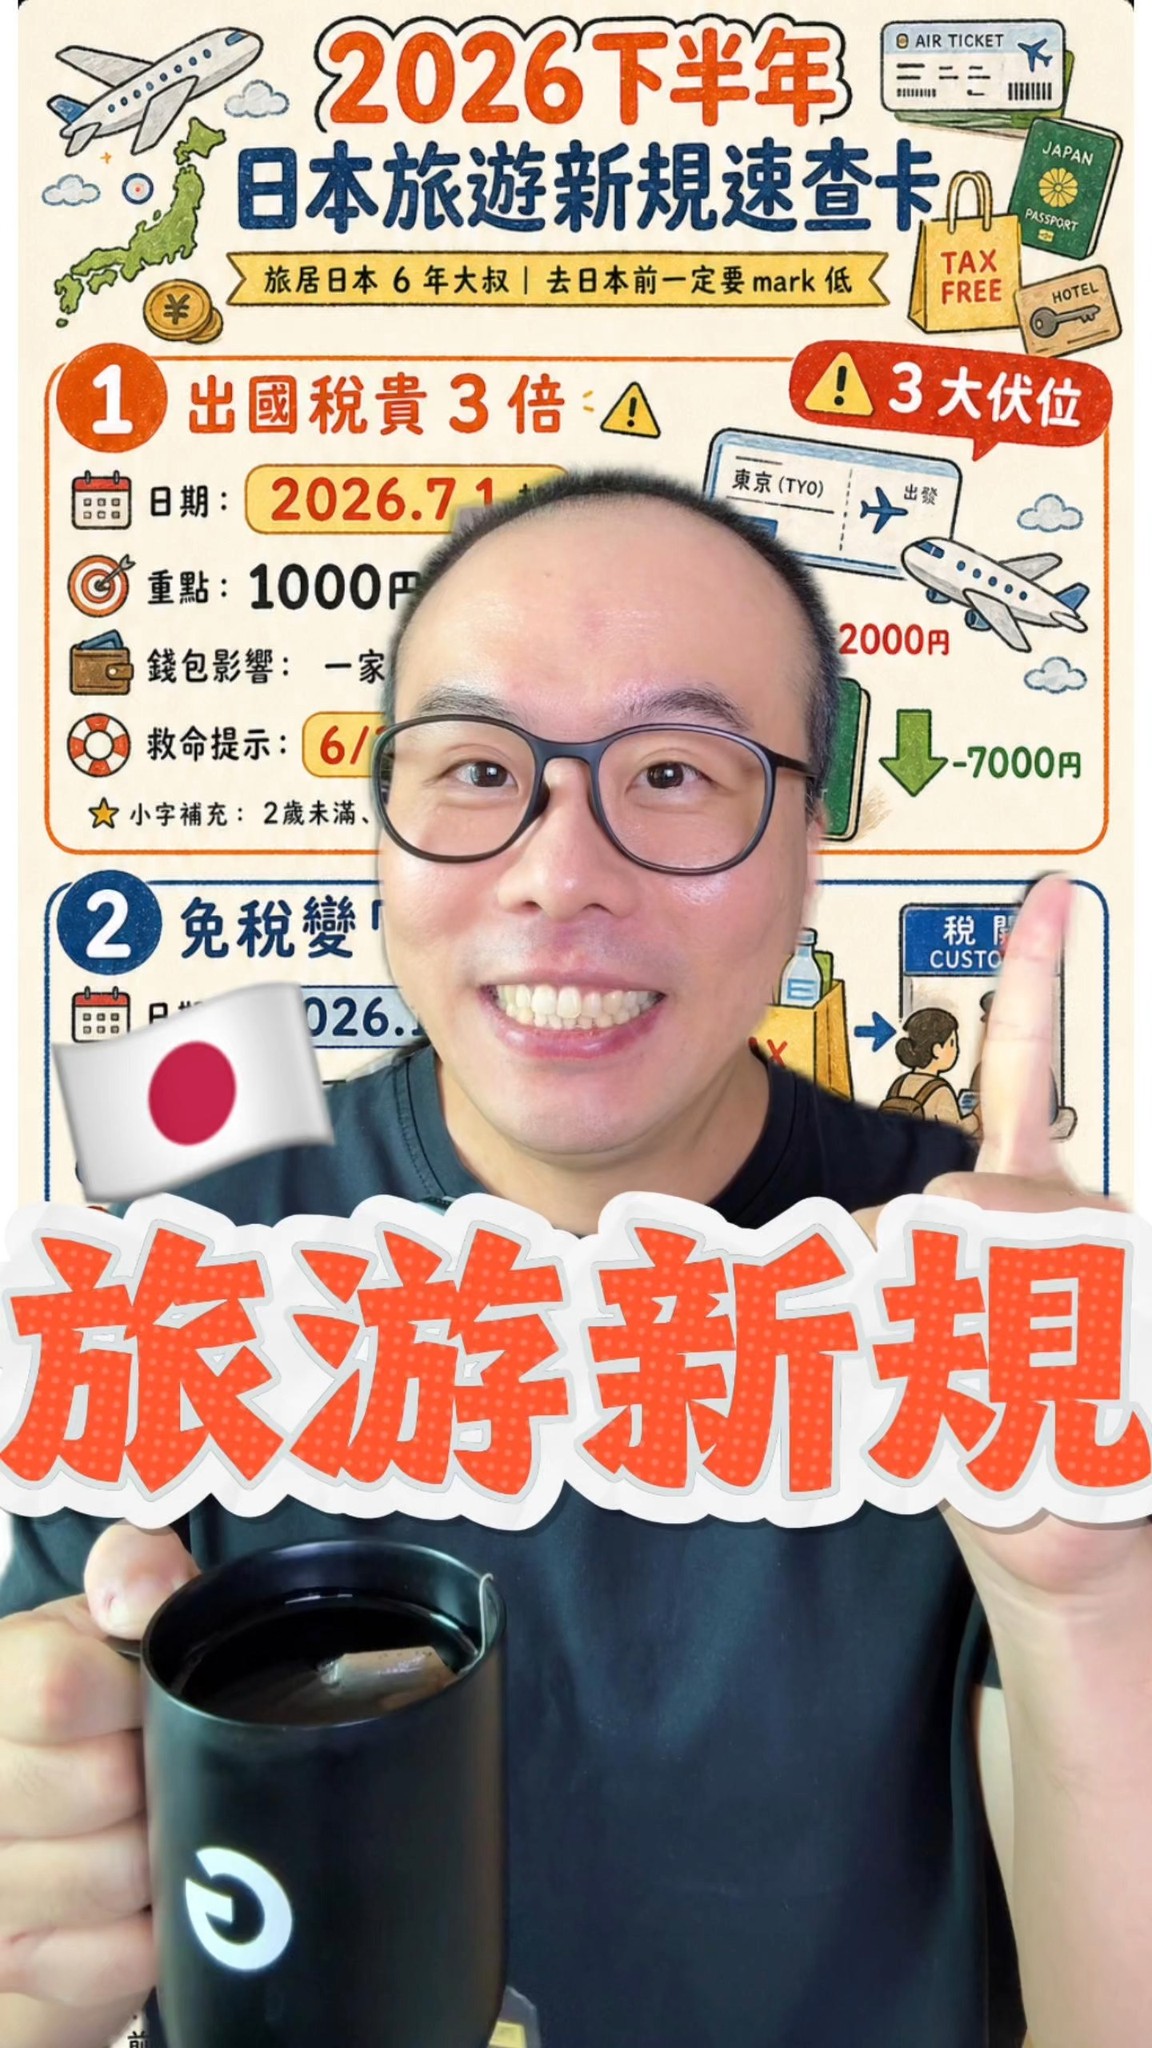 2026下半年
AIR TICKET
日本旅遊新規速查卡
JAPAN
PASSPORT
旅居日本 6 年大叔｜去日本前一定要 mark 低
TAX
FREE
HOTEL
¥
1 出國稅貴 3 倍
3 大伏位
日期：2026.7.1
東京 (TYO)
出發
重點：1000円
2000円
錢包影響： 一家
救命提示： 6/
-7000円
小字補充： 2歲未滿、
2 免稅變「
稅
CUSTO
026.
旅游新規
前